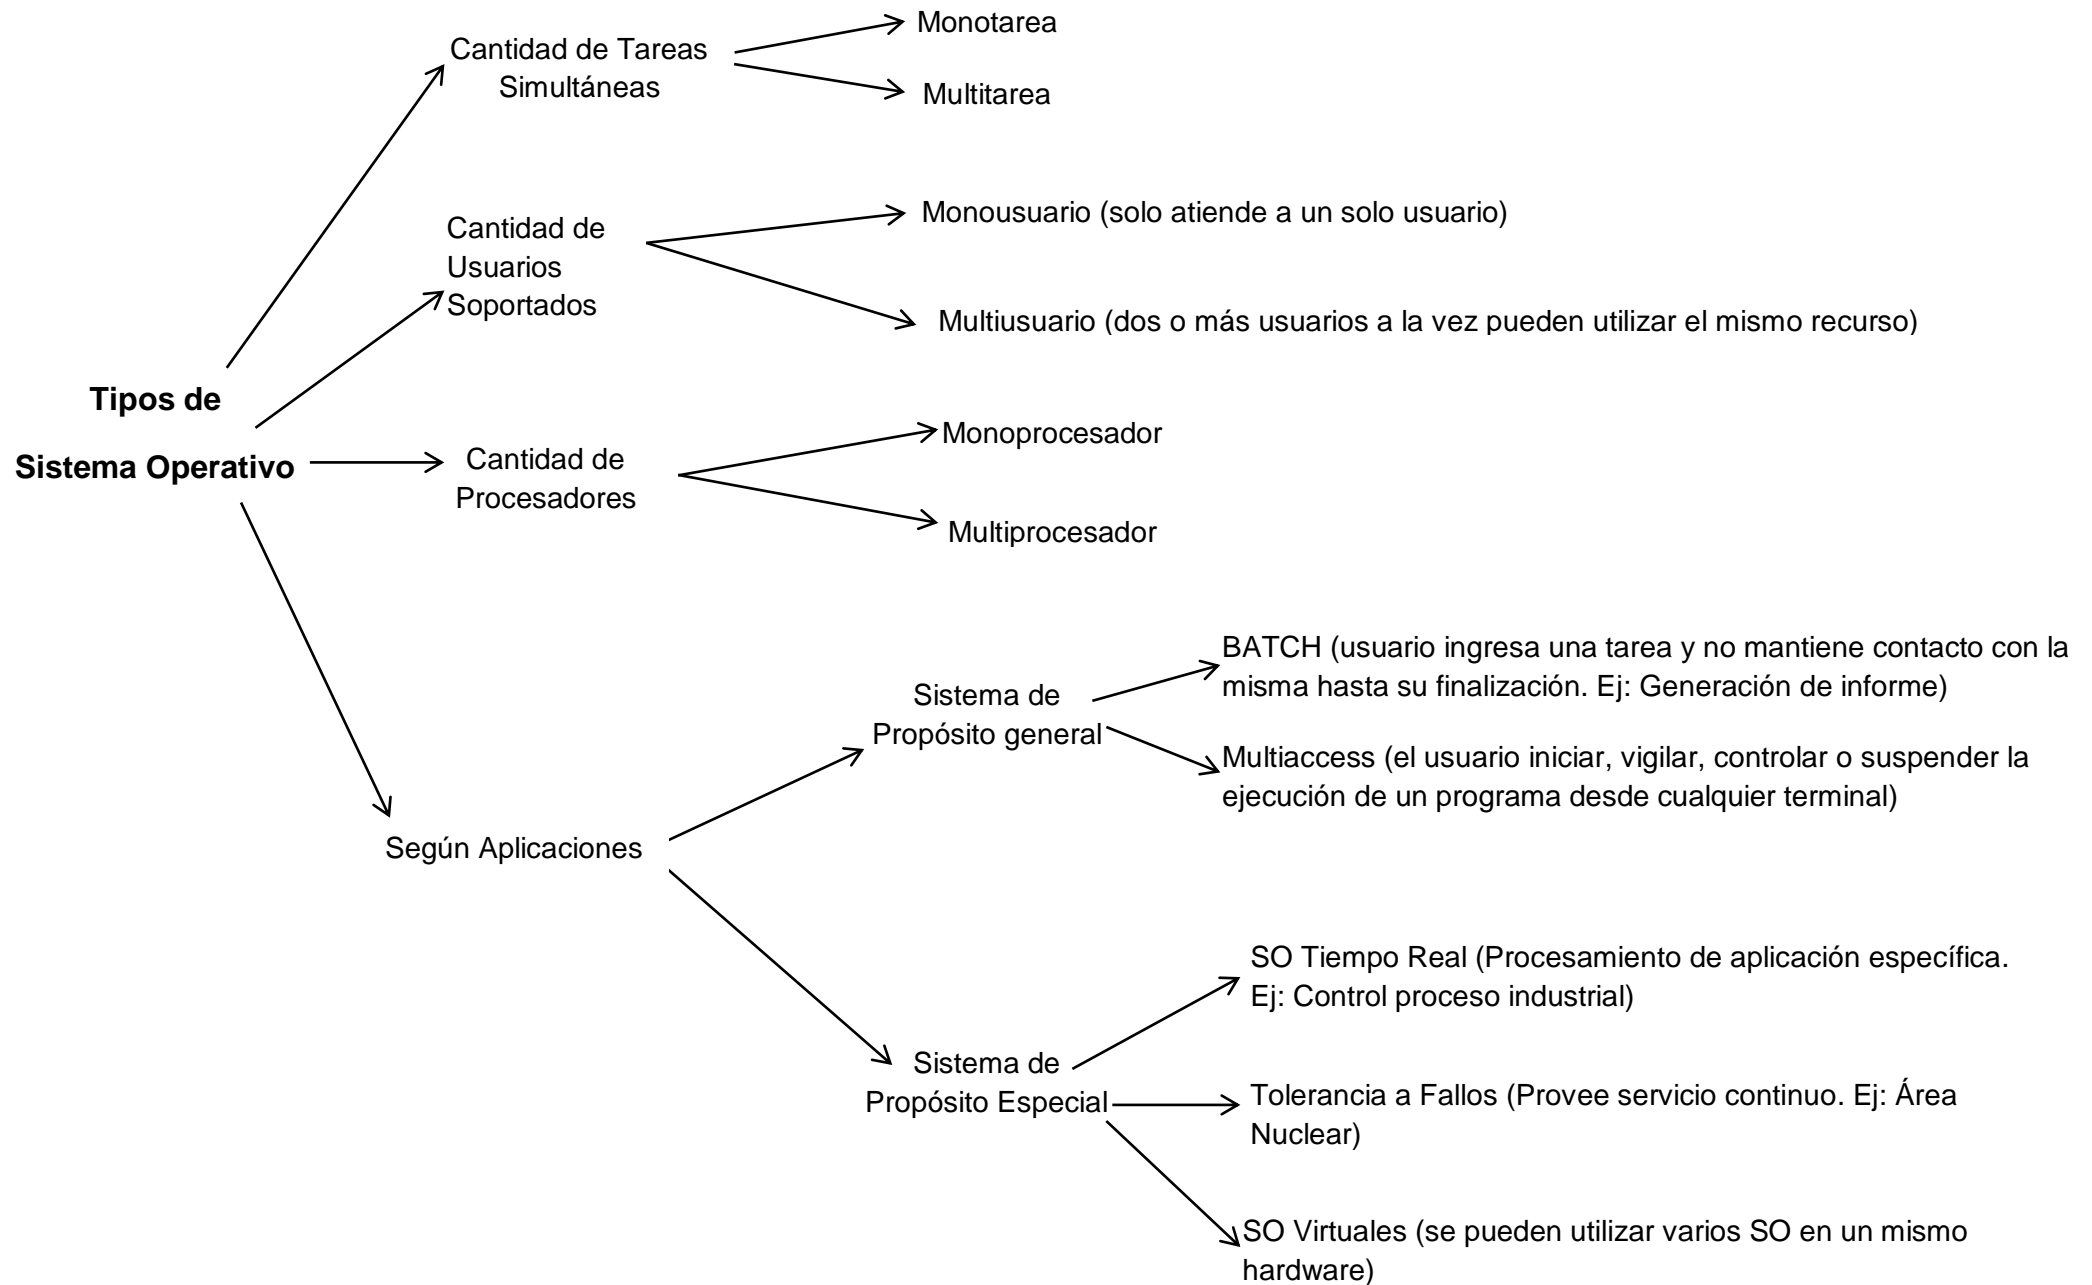 Tipos de
Sistema Operativo
Cantidad de Tareas
Simultáneas
Monotarea
Multitarea
Cantidad de
Usuarios
Soportados
Monousuario (solo atiende a un solo usuario)
Multiusuario (dos o más usuarios a la vez pueden utilizar el mismo recurso)
Cantidad de
Procesadores
Monoprocesador
Multiprocesador
Según Aplicaciones
Sistema de
Propósito general
BATCH (usuario ingresa una tarea y no mantiene contacto con la
misma hasta su finalización. Ej: Generación de informe)
Multiaccess (el usuario iniciar, vigilar, controlar o suspender la
ejecución de un programa desde cualquier terminal)
Sistema de
Propósito Especial
SO Tiempo Real (Procesamiento de aplicación específica.
Ej: Control proceso industrial)
Tolerancia a Fallos (Provee servicio continuo. Ej: Área
Nuclear)
SO Virtuales (se pueden utilizar varios SO en un mismo
hardware)